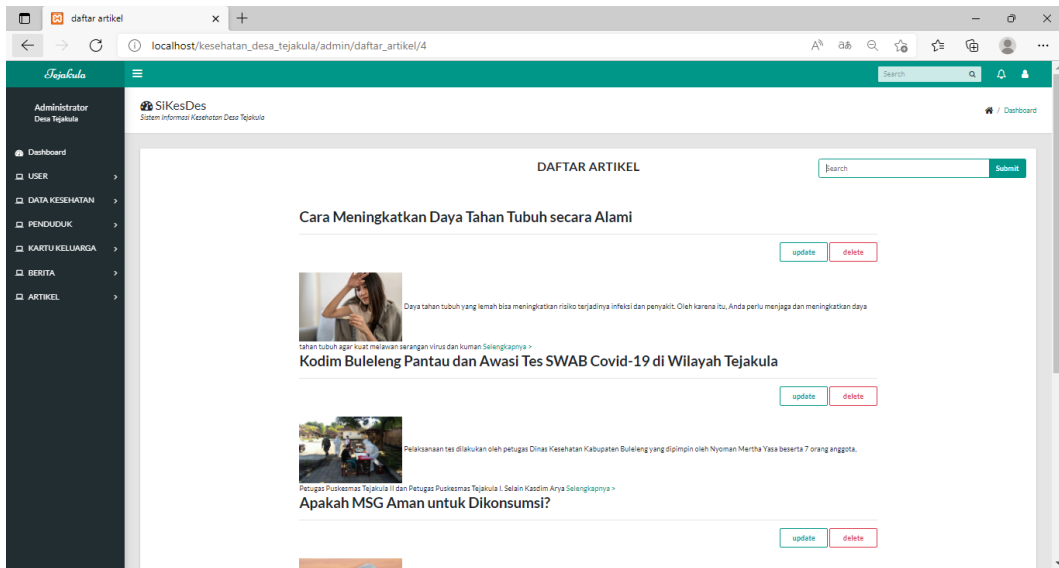 daftar artikel
localhost/kesehatan_desa_tejakula/admin/daftar_artikel/4
Tejakula
Search
Administrator
Desa Tejakula
SiKesDes
Sistem Informasi Kesehatan Desa Tejakula
/ Dashboard
Dashboard
USER
DATA KESEHATAN
PENDUDUK
KARTU KELUARGA
BERITA
ARTIKEL
DAFTAR ARTIKEL
Search
Submit
Cara Meningkatkan Daya Tahan Tubuh secara Alami
update delete
Daya tahan tubuh yang lemah bisa meningkatkan risiko terjadinya infeksi dan penyakit. Oleh karena itu, Anda perlu menjaga dan meningkatkan daya
tahan tubuh agar kuat melawan serangan virus dan kuman Selengkapnya >
Kodim Buleleng Pantau dan Awasi Tes SWAB Covid-19 di Wilayah Tejakula
update delete
Pelaksanaan tes dilakukan oleh petugas Dinas Kesehatan Kabupaten Buleleng yang dipimpin oleh Nyoman Mertha Yasa beserta 7 orang anggota,
Petugas Puskesmas Tejakula II dan Petugas Puskesmas Tejakula I. Selain Kasdim Arya Selengkapnya >
Apakah MSG Aman untuk Dikonsumsi?
update delete